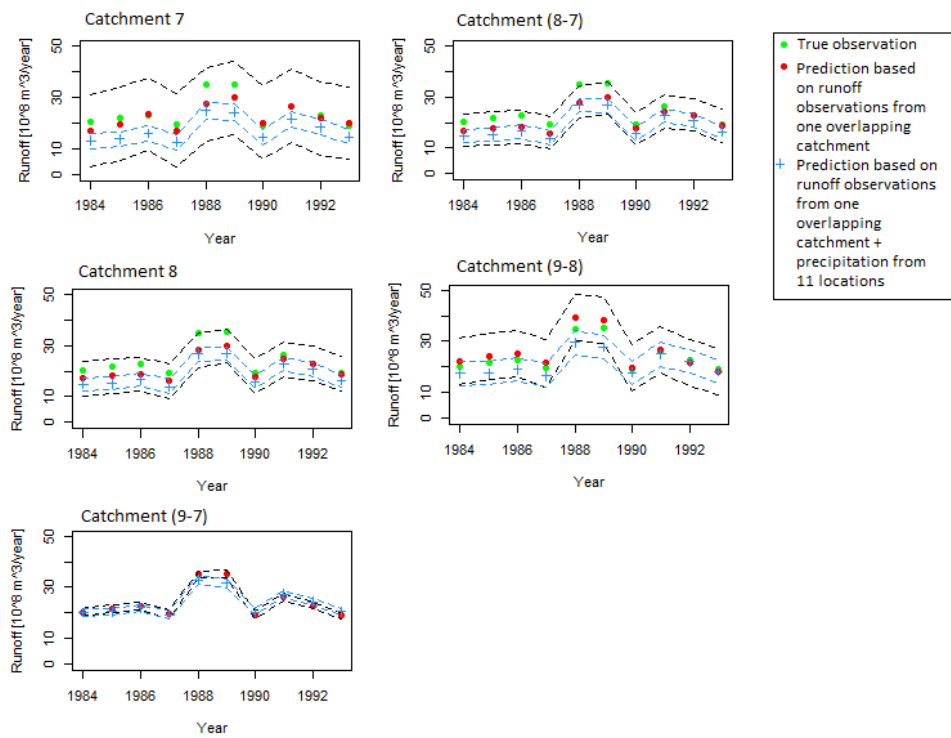 Catchment 7
Runoff [10^8 m^3/year]
0 10 30 50
1984 1986 1988 1990 1992
Year
Catchment (8-7)
Runoff [10^8 m^3/year]
0 10 30 50
1984 1986 1988 1990 1992
Year
True observation
Prediction based
on runoff
observations from
one overlapping
catchment
Prediction based on
runoff observations
from one
overlapping
catchment +
precipitation from
11 locations
Catchment 8
Runoff [10^8 m^3/year]
0 10 30 50
1984 1986 1988 1990 1992
Year
Catchment (9-8)
Runoff [10^8 m^3/year]
0 10 30 50
1984 1986 1988 1990 1992
Year
Catchment (9-7)
Runoff [10^8 m^3/year]
0 10 30 50
1984 1986 1988 1990 1992
Year